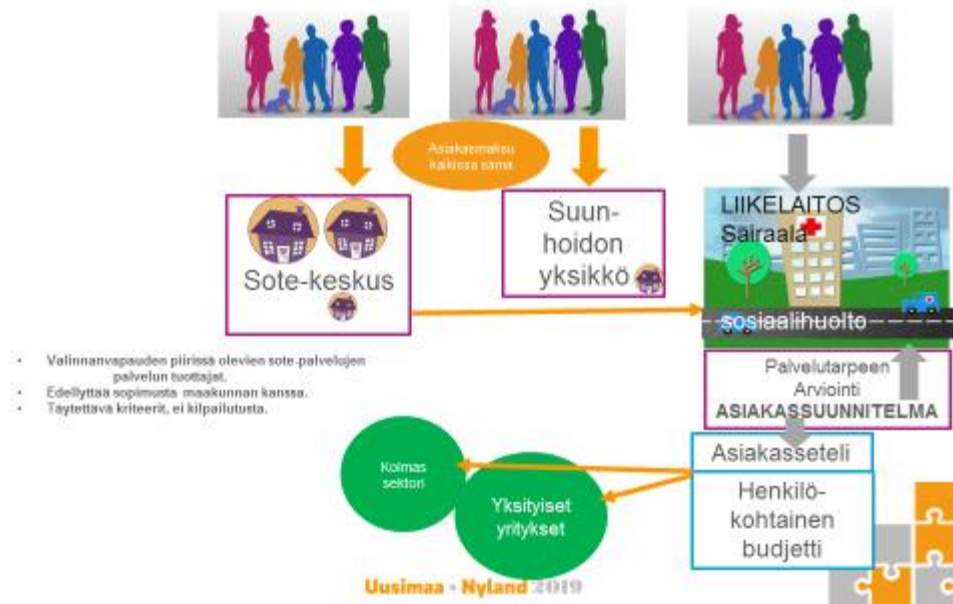 Asiakasmaksu
kaikissa sama
Sote-keskus
Suun-
hoidon
yksikkö
LIIKELAITOS
Sairaala
sosiaalihuolto
• Valinnanvapauden piirissä olevien sote-palvelujen
palvelun tuottajat.
• Edellyttää sopimusta maakunnan kanssa.
• Täytettävä kriteerit, ei kilpailutusta.
Palvelutarpeen
Arviointi
ASIAKASSUUNNITELMA
Asiakasseteli
Henkilö-
kohtainen
budjetti
Kolmas
sektori
Yksityiset
yritykset
Uusimaa - Nyland 2019